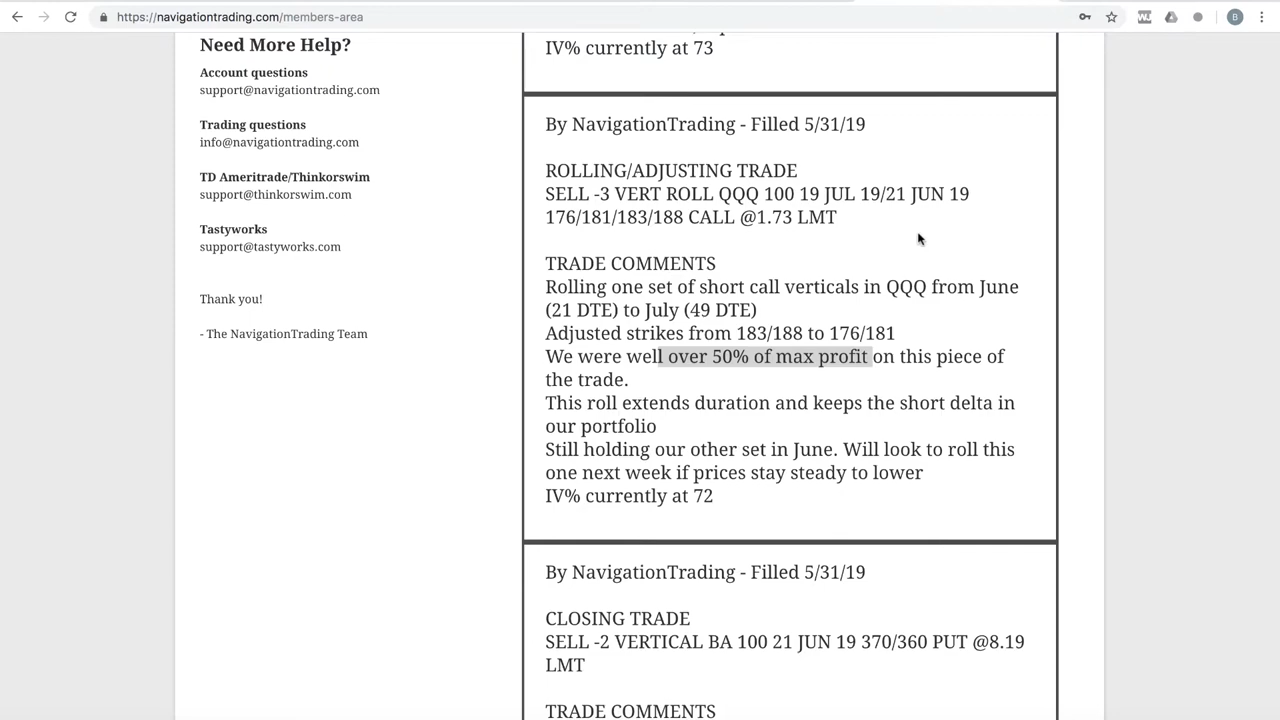 https://navigationtrading.com/members-area
B
Need More Help?
Account questions
support@navigationtrading.com
Trading questions
info@navigationtrading.com
TD Ameritrade/Thinkorswim
support@thinkorswim.com
Tastyworks
support@tastyworks.com
Thank you!
- The NavigationTrading Team
IV% currently at 73
By NavigationTrading - Filled 5/31/19
ROLLING/ADJUSTING TRADE
SELL -3 VERT ROLL QQQ 100 19 JUL 19/21 JUN 19
176/181/183/188 CALL @1.73 LMT
TRADE COMMENTS
Rolling one set of short call verticals in QQQ from June
(21 DTE) to July (49 DTE)
Adjusted strikes from 183/188 to 176/181
We were well over 50% of max profit on this piece of
the trade.
This roll extends duration and keeps the short delta in
our portfolio
Still holding our other set in June. Will look to roll this
one next week if prices stay steady to lower
IV% currently at 72
By NavigationTrading - Filled 5/31/19
CLOSING TRADE
SELL -2 VERTICAL BA 100 21 JUN 19 370/360 PUT @8.19
LMT
TRADE COMMENTS